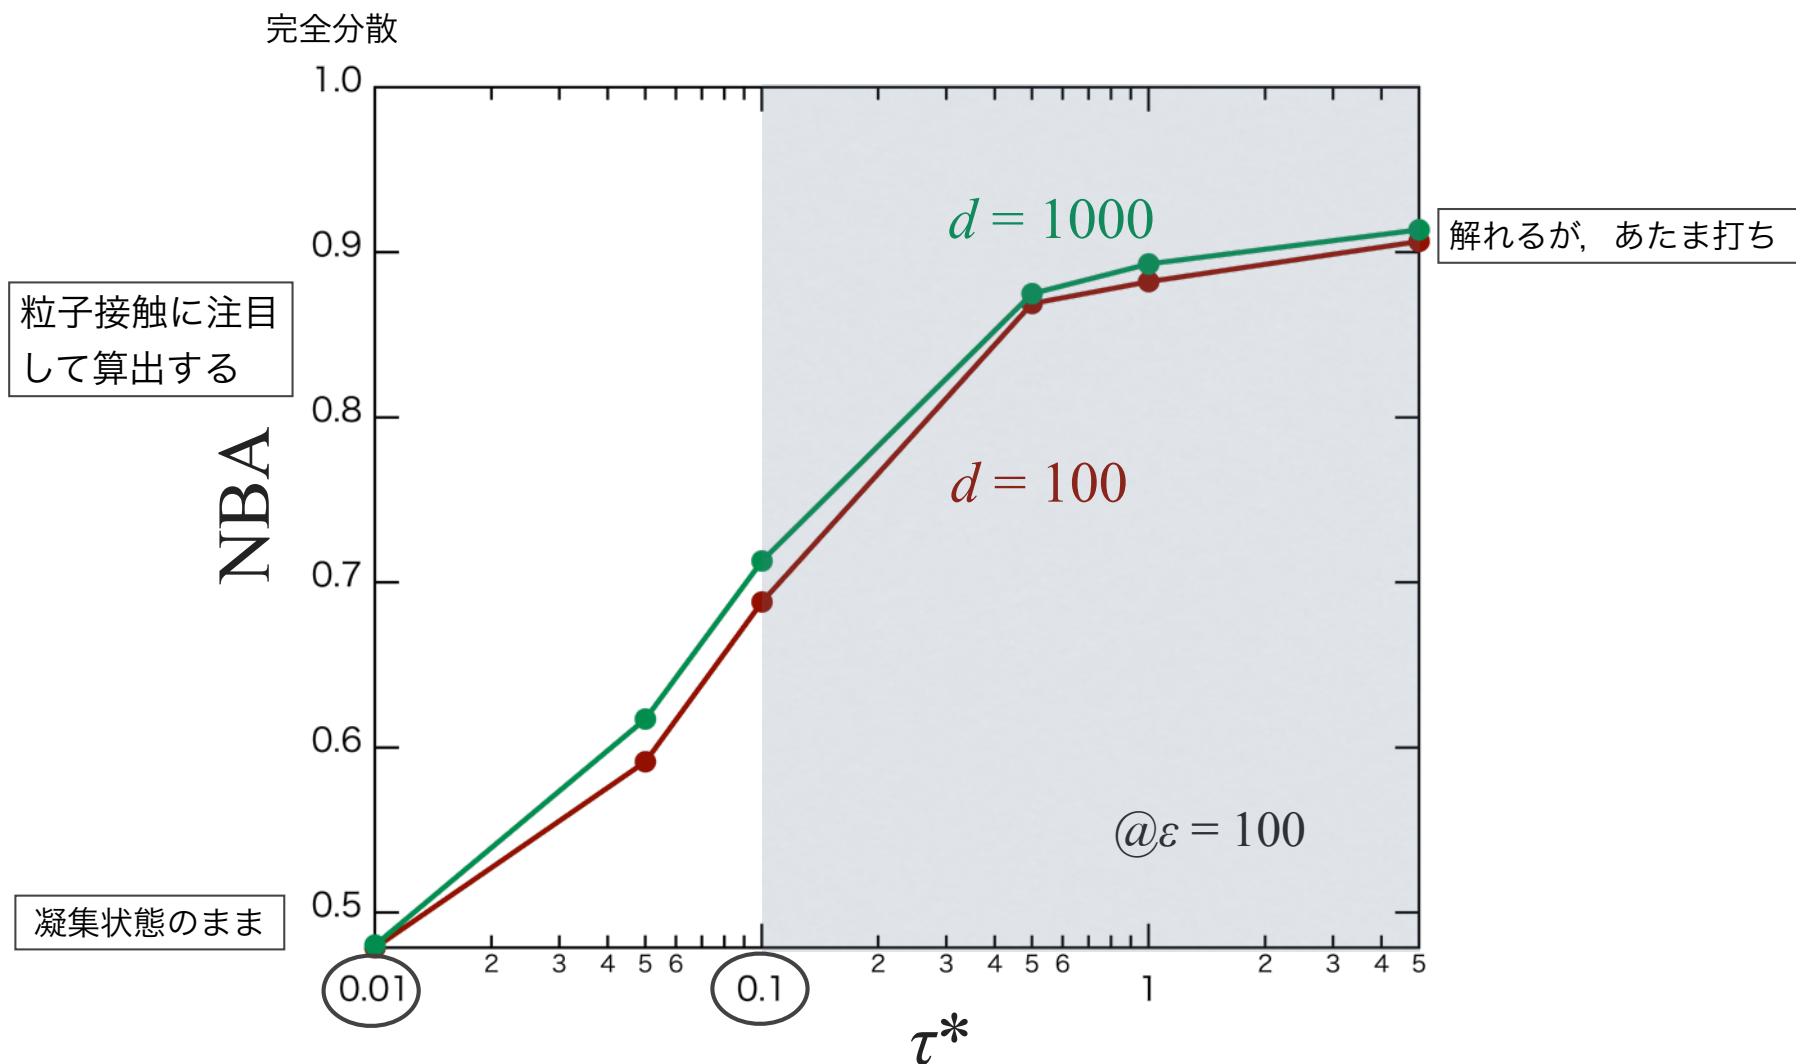 完全分散
1.0
0.9
0.8
0.7
0.6
0.5
NBA
粒子接触に注目
して算出する
凝集状態のまま
d = 1000
d = 100
@ε = 100
解れるが，あたま打ち
2 3 4 5 6 2 3 4 5 6 2 3 4 5
0.01 0.1 1
τ*